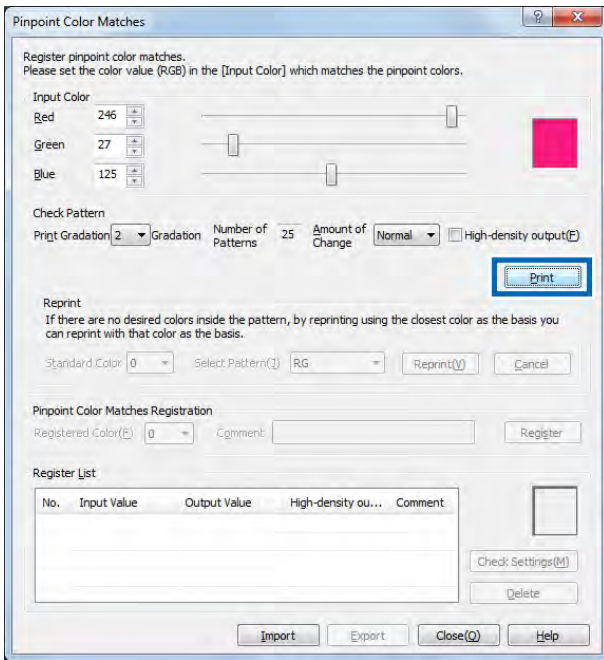 Pinpoint Color Matches
Register pinpoint color matches.
Please set the color value (RGB) in the [Input Color] which matches the pinpoint colors.
Input Color
Red 246
Green 27
Blue 125
Check Pattern
Print Gradation 2 Gradation Number of Patterns 25 Amount of Change Normal High-density output(F)
Print
Reprint
If there are no desired colors inside the pattern, by reprinting using the closest color as the basis you
can reprint with that color as the basis.
Standard Color 0 Select Pattern(J) RG Reprint(V) Cancel
Pinpoint Color Matches Registration
Registered Color(E) 0 Comment Register
Register List
No. Input Value Output Value High-density ou... Comment
Check Settings(M)
Delete
Import Export Close(Q) Help